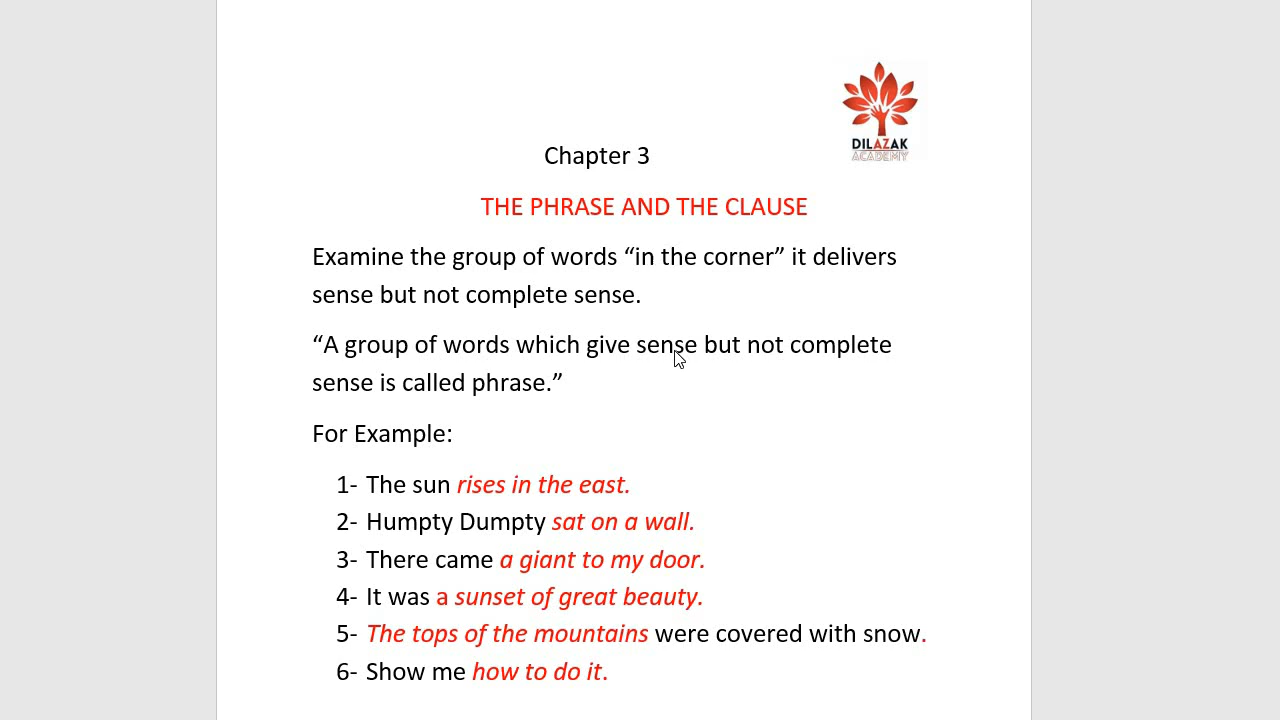 DILAZAK
ACADEMY
Chapter 3
THE PHRASE AND THE CLAUSE
Examine the group of words “in the corner” it delivers
sense but not complete sense.
“A group of words which give sense but not complete
sense is called phrase.”
For Example:
1- The sun rises in the east.
2- Humpty Dumpty sat on a wall.
3- There came a giant to my door.
4- It was a sunset of great beauty.
5- The tops of the mountains were covered with snow.
6- Show me how to do it.